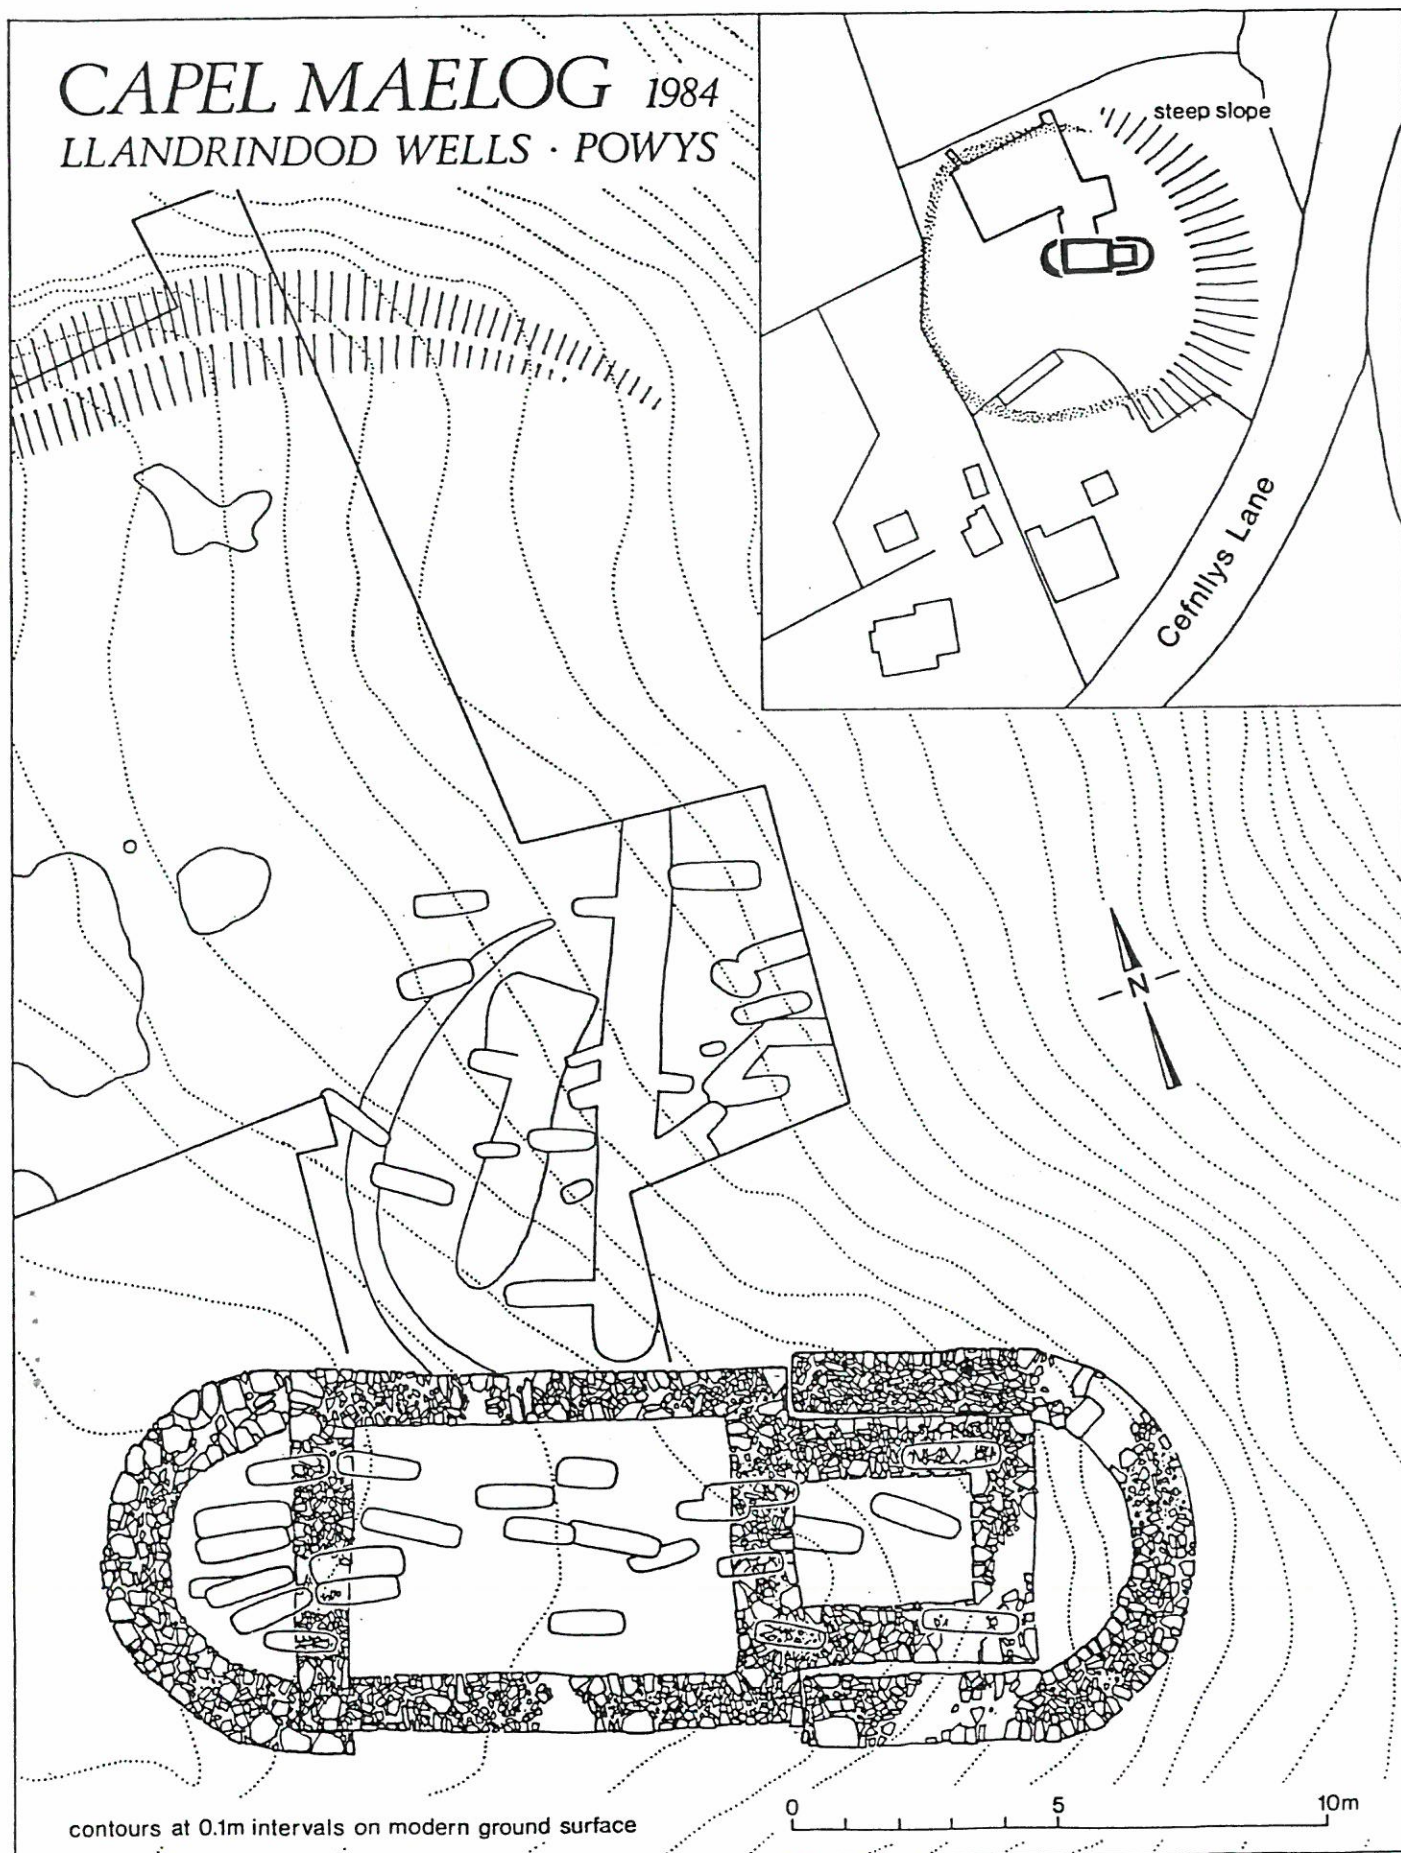 CAPEL MAELOG 1984
LLANDRINDOD WELLS · POWYS
steep slope
Cefnllys Lane
N
0 5 10m
contours at 0.1m intervals on modern ground surface